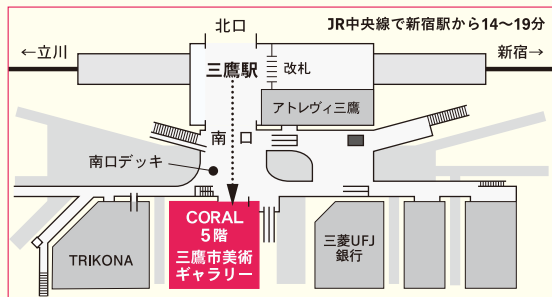 北口
JR中央線で新宿駅から14〜19分
←立川
新宿→
三鷹駅
改札
アトレヴィ三鷹
南口
南口デッキ
CORAL
5階
三鷹市美術
ギャラリー
TRIKONA
三菱UFJ
銀行